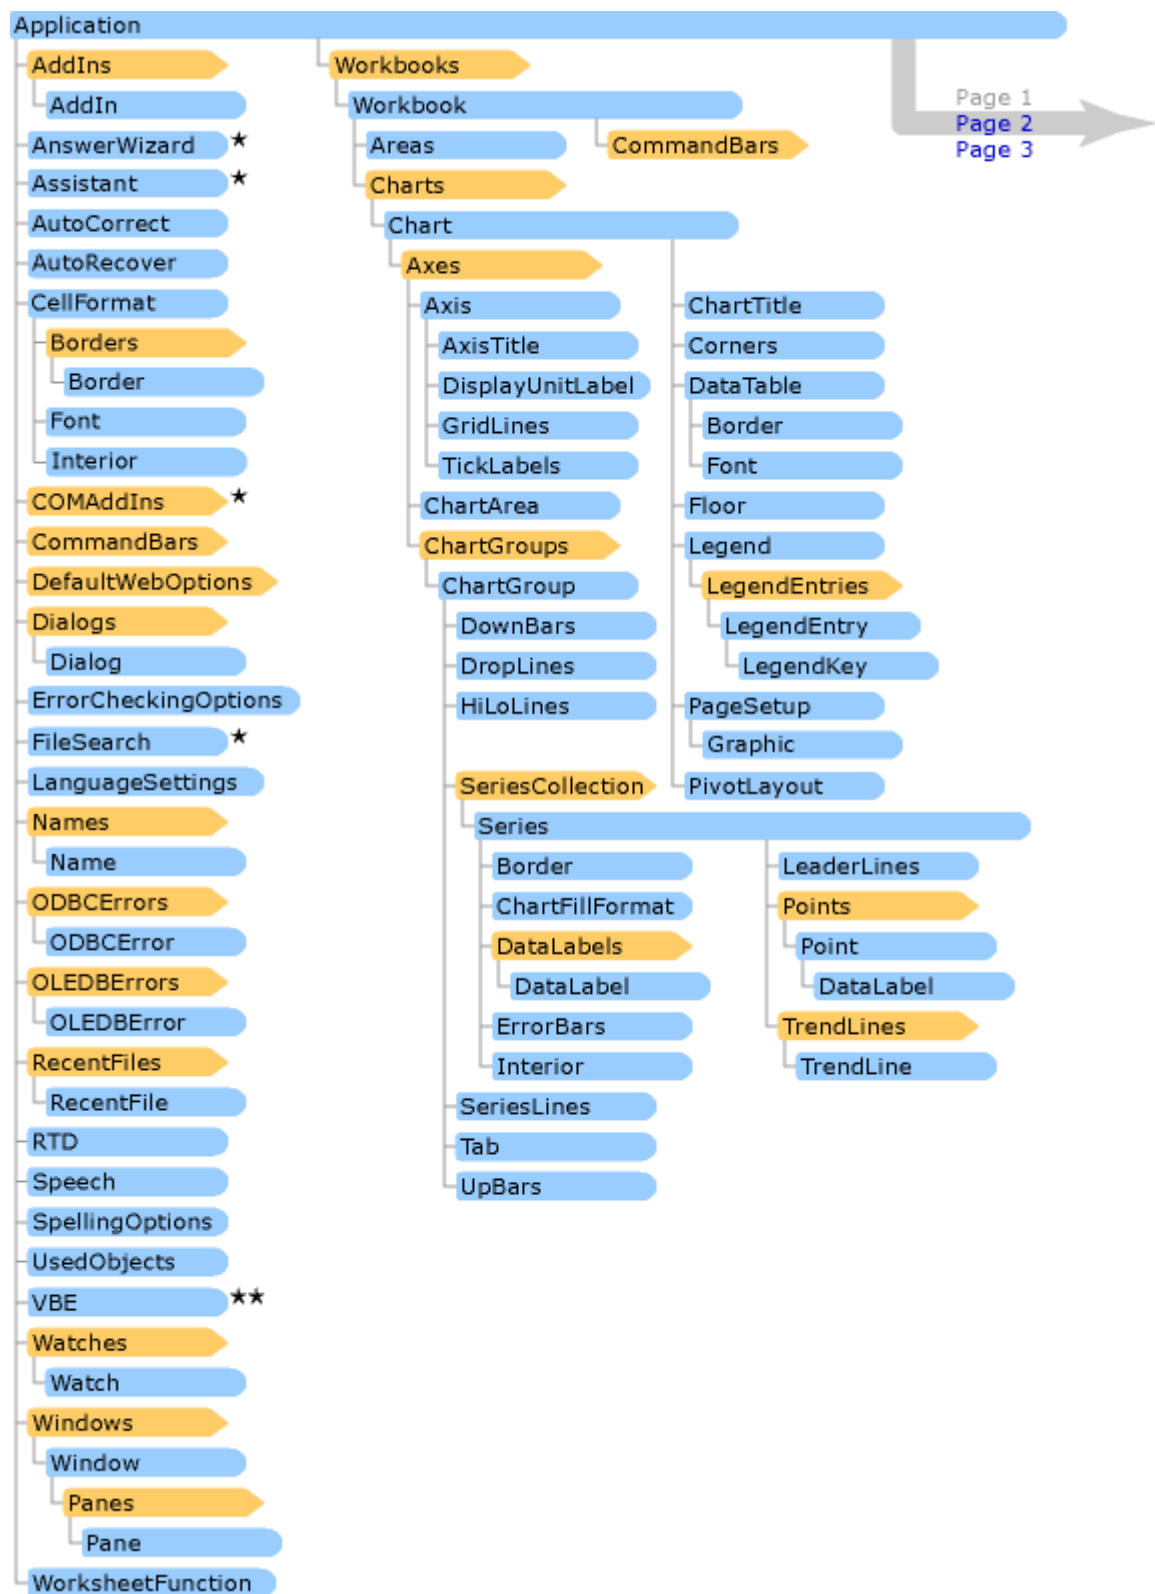 Application
AddIns
AddIn
AnswerWizard ★
Assistant ★
AutoCorrect
AutoRecover
CellFormat
Borders
Border
Font
Interior
COMAddIns ★
CommandBars
DefaultWebOptions
Dialogs
Dialog
ErrorCheckingOptions
FileSearch ★
LanguageSettings
Names
Name
ODBCErrors
ODBCError
OLEDBErrors
OLEDBError
RecentFiles
RecentFile
RTD
Speech
SpellingOptions
UsedObjects
VBE ★★
Watches
Watch
Windows
Window
Panes
Pane
WorksheetFunction
Workbooks
Workbook
Areas
CommandBars
Charts
Chart
Axes
Axis
AxisTitle
DisplayUnitLabel
GridLines
TickLabels
ChartArea
ChartGroups
ChartGroup
DownBars
DropLines
HiLoLines
SeriesCollection
Series
Border
ChartFillFormat
DataLabels
DataLabel
ErrorBars
Interior
LeaderLines
Points
Point
DataLabel
TrendLines
TrendLine
SeriesLines
Tab
UpBars
ChartTitle
Corners
DataTable
Border
Font
Floor
Legend
LegendEntries
LegendEntry
LegendKey
PageSetup
Graphic
PivotLayout
Page 1
Page 2
Page 3